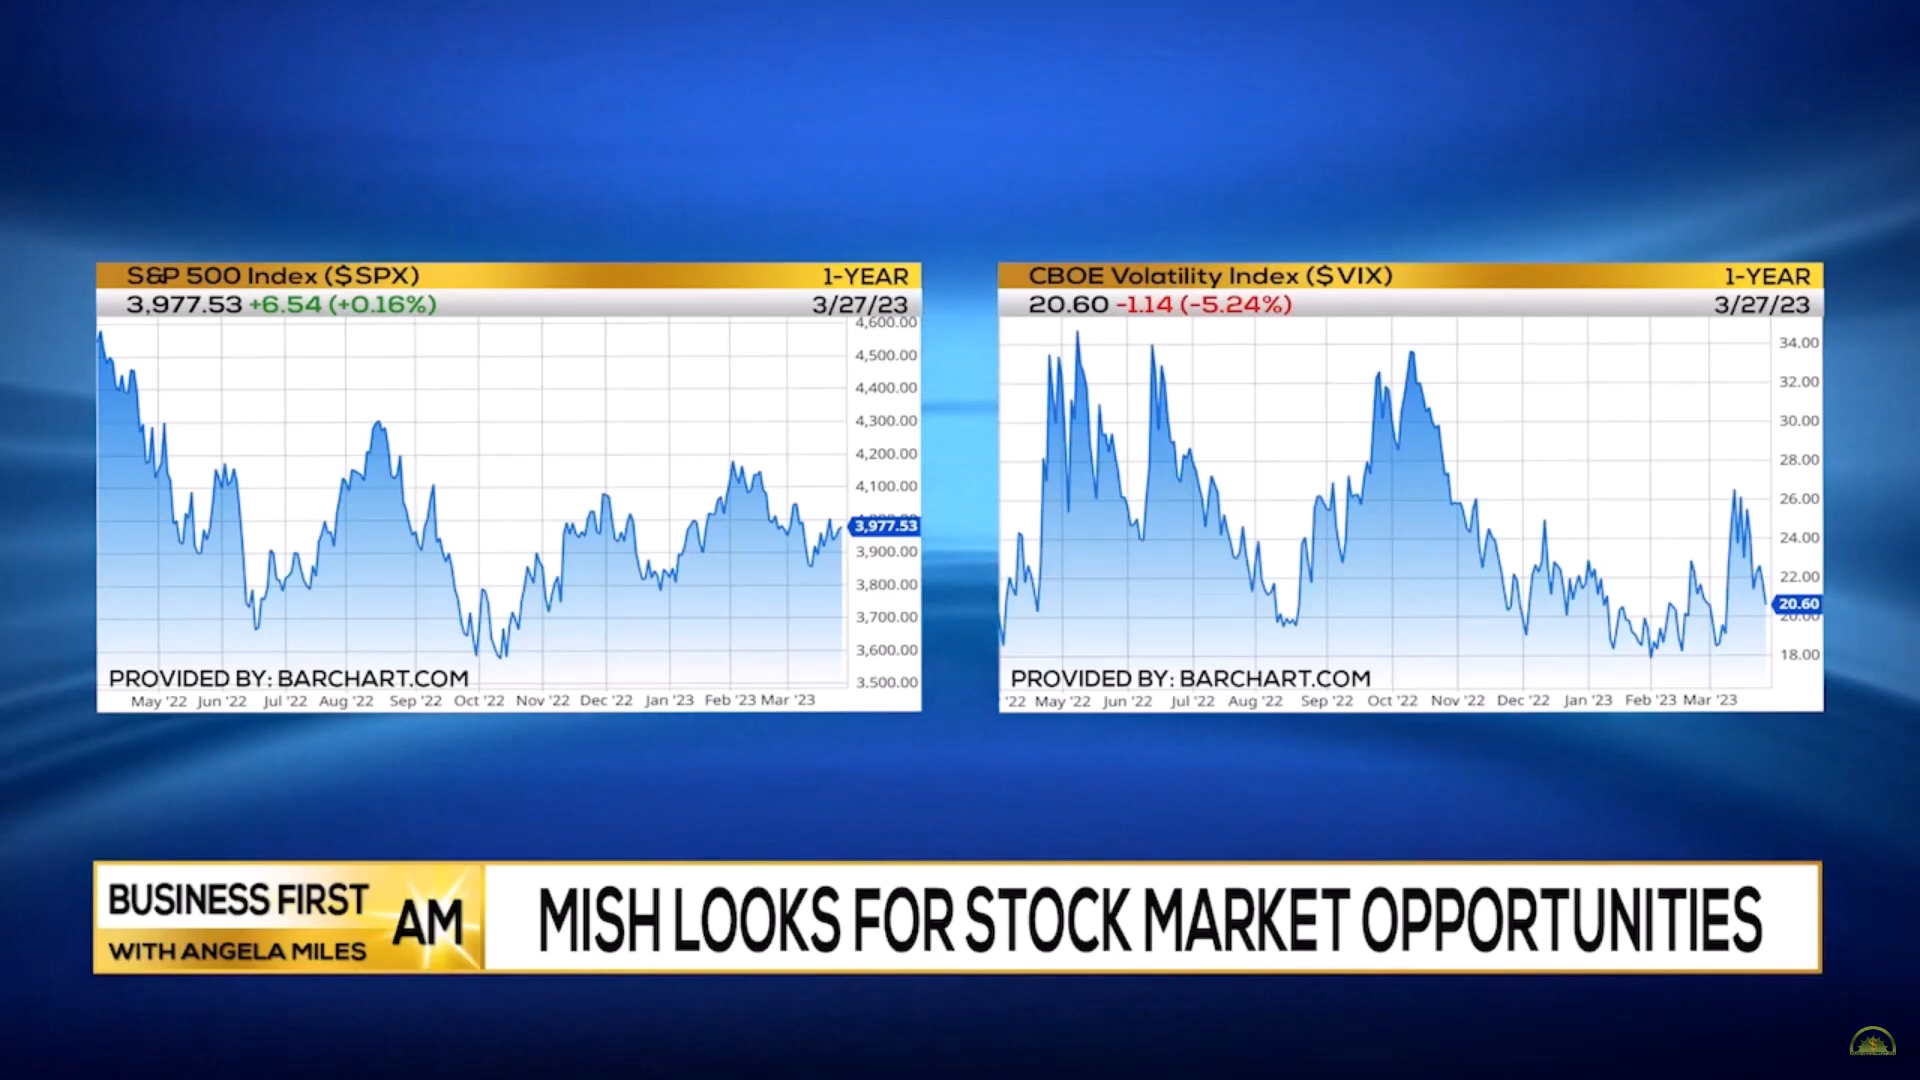 S&P 500 Index ($SPX) 1-YEAR
3,977.53 +6.54 (+0.16%) 3/27/23
4,600.00
4,500.00
4,400.00
4,300.00
4,200.00
4,100.00
3,977.53
3,900.00
3,800.00
3,700.00
3,600.00
3,500.00
PROVIDED BY: BARCHART.COM
May '22 Jun '22 Jul '22 Aug '22 Sep '22 Oct '22 Nov '22 Dec '22 Jan '23 Feb '23 Mar '23
CBOE Volatility Index ($VIX) 1-YEAR
20.60 -1.14 (-5.24%) 3/27/23
34.00
32.00
30.00
28.00
26.00
24.00
22.00
20.60
20.00
18.00
PROVIDED BY: BARCHART.COM
'22 May '22 Jun '22 Jul '22 Aug '22 Sep '22 Oct '22 Nov '22 Dec '22 Jan '23 Feb '23 Mar '23
BUSINESS FIRST
AM
WITH ANGELA MILES
MISH LOOKS FOR STOCK MARKET OPPORTUNITIES